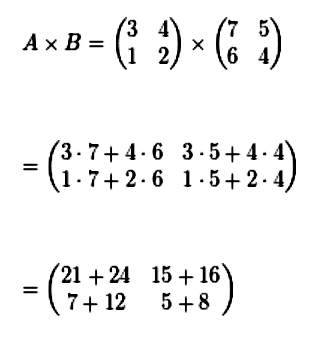 A × B = (3 4
1 2) × (7 5
6 4)
= (3 · 7 + 4 · 6 3 · 5 + 4 · 4
1 · 7 + 2 · 6 1 · 5 + 2 · 4)
= (21 + 24 15 + 16
7 + 12 5 + 8)